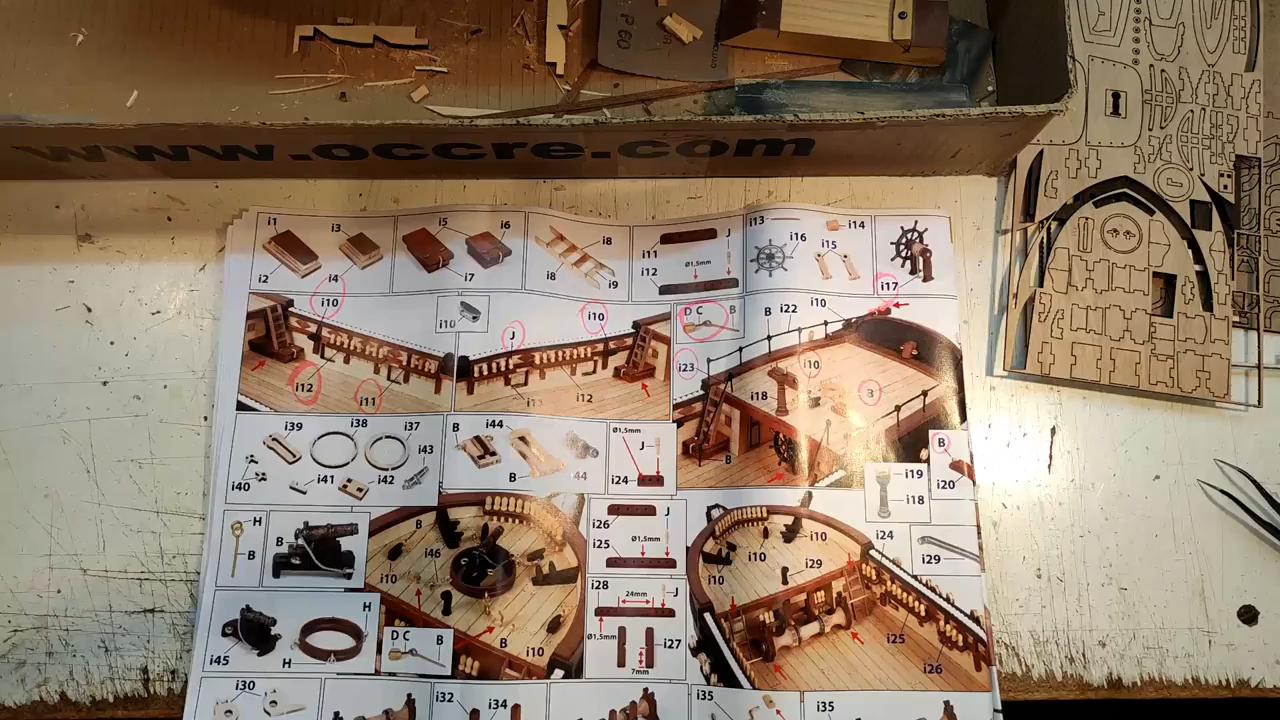 P 60
www.occre.com
i1
i3
i2
i4
i5
i6
i7
i8
i8
i9
i11
J
i12
Ø1,5mm
i13
i14
i16
i15
i17
i10
i10
J
i10
i12
i11
i12
D C
B
B
i22
i10
i23
i10
i18
B
B
i20
i19
i18
i39
i38
i37
i43
i40
i41
i42
B
i44
B
i44
Ø1,5mm
J
i24
H
B
B
B
i46
i10
B
i10
i26
J
i25
Ø1,5mm
i28
24mm
J
Ø1,5mm
i27
7mm
i10
i10
i10
i29
i24
i29
i25
i26
H
i45
H
D C
B
i30
i32
i34
i35
i35